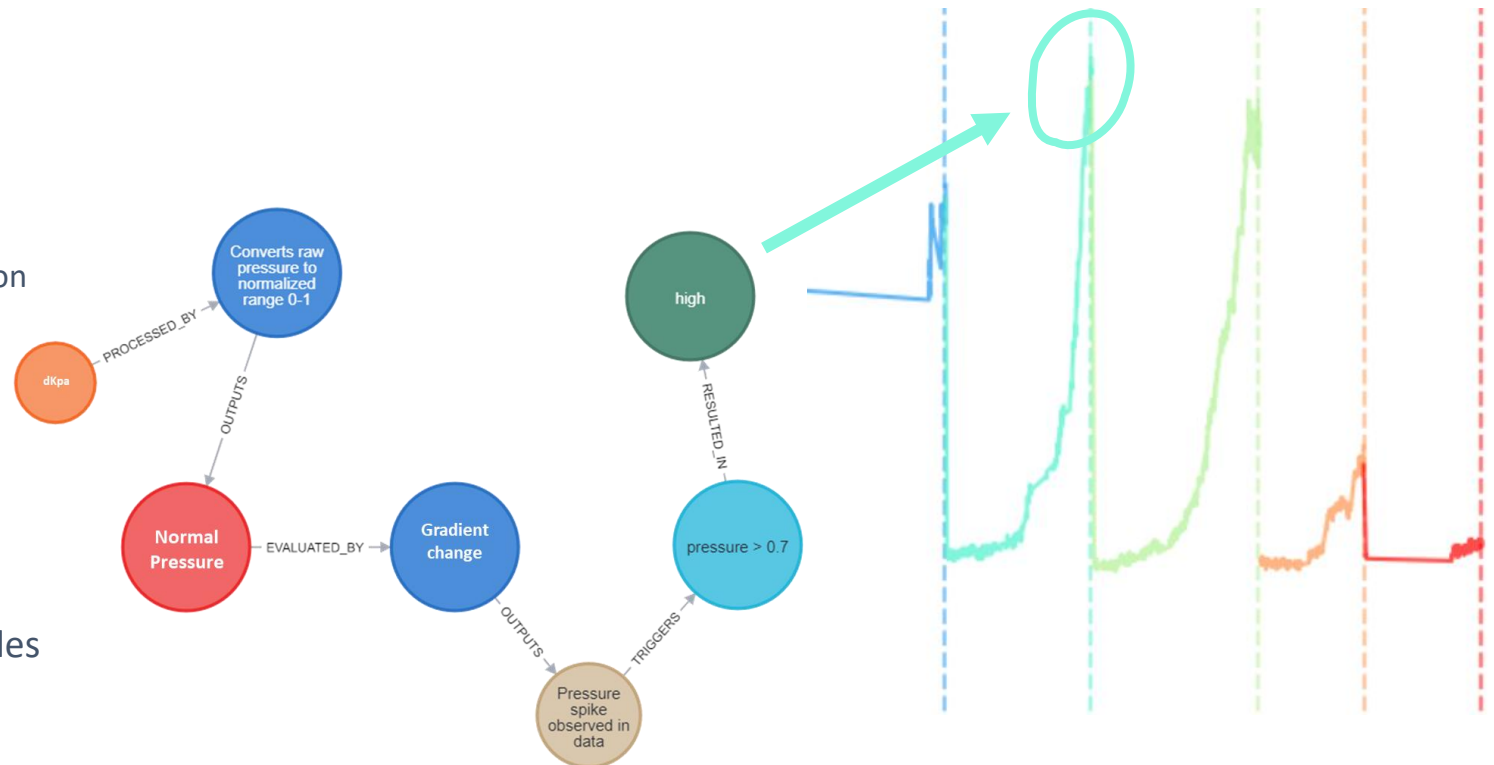 on
les
dKpa
PROCESSED_BY
Converts raw
pressure to
normalized
range 0-1
OUTPUTS
Normal
Pressure
EVALUATED_BY
Gradient
change
OUTPUTS
Pressure
spike
observed in
data
TRIGGERS
pressure > 0.7
RESULTED_IN
high